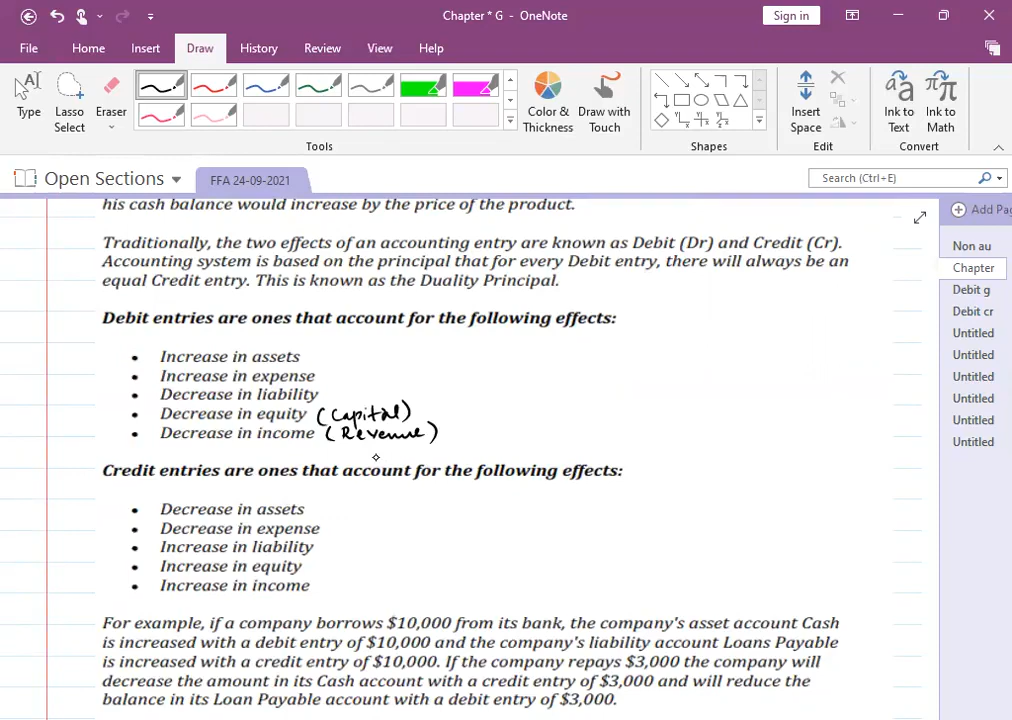 Chapter * G - OneNote
Sign in
File Home Insert Draw History Review View Help
Type
Lasso Select
Eraser
Color & Thickness
Draw with Touch
Insert Space
Ink to Text
Ink to Math
Tools
Shapes
Edit
Convert
Open Sections
FFA 24-09-2021
Search (Ctrl+E)
his cash balance would increase by the price of the product.
Traditionally, the two effects of an accounting entry are known as Debit (Dr) and Credit (Cr).
Accounting system is based on the principal that for every Debit entry, there will always be an
equal Credit entry. This is known as the Duality Principal.
Debit entries are ones that account for the following effects:
• Increase in assets
• Increase in expense
• Decrease in liability
• Decrease in equity (Capital)
• Decrease in income (Revenue)
Credit entries are ones that account for the following effects:
• Decrease in assets
• Decrease in expense
• Increase in liability
• Increase in equity
• Increase in income
For example, if a company borrows $10,000 from its bank, the company's asset account Cash
is increased with a debit entry of $10,000 and the company's liability account Loans Payable
is increased with a credit entry of $10,000. If the company repays $3,000 the company will
decrease the amount in its Cash account with a credit entry of $3,000 and will reduce the
balance in its Loan Payable account with a debit entry of $3,000.
Add Pag
Non au
Chapter
Debit g
Debit cr
Untitled
Untitled
Untitled
Untitled
Untitled
Untitled